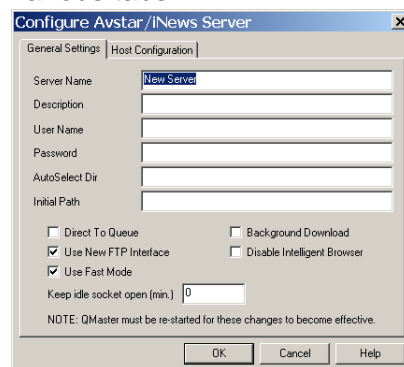 Configure Avstar/iNews Server
General Settings Host Configuration
Server Name New Server
Description
User Name
Password
AutoSelect Dir
Initial Path
Direct To Queue Background Download
Use New FTP Interface Disable Intelligent Browser
Use Fast Mode
Keep idle socket open (min.) 0
NOTE: QMaster must be re-started for these changes to become effective.
OK Cancel Help